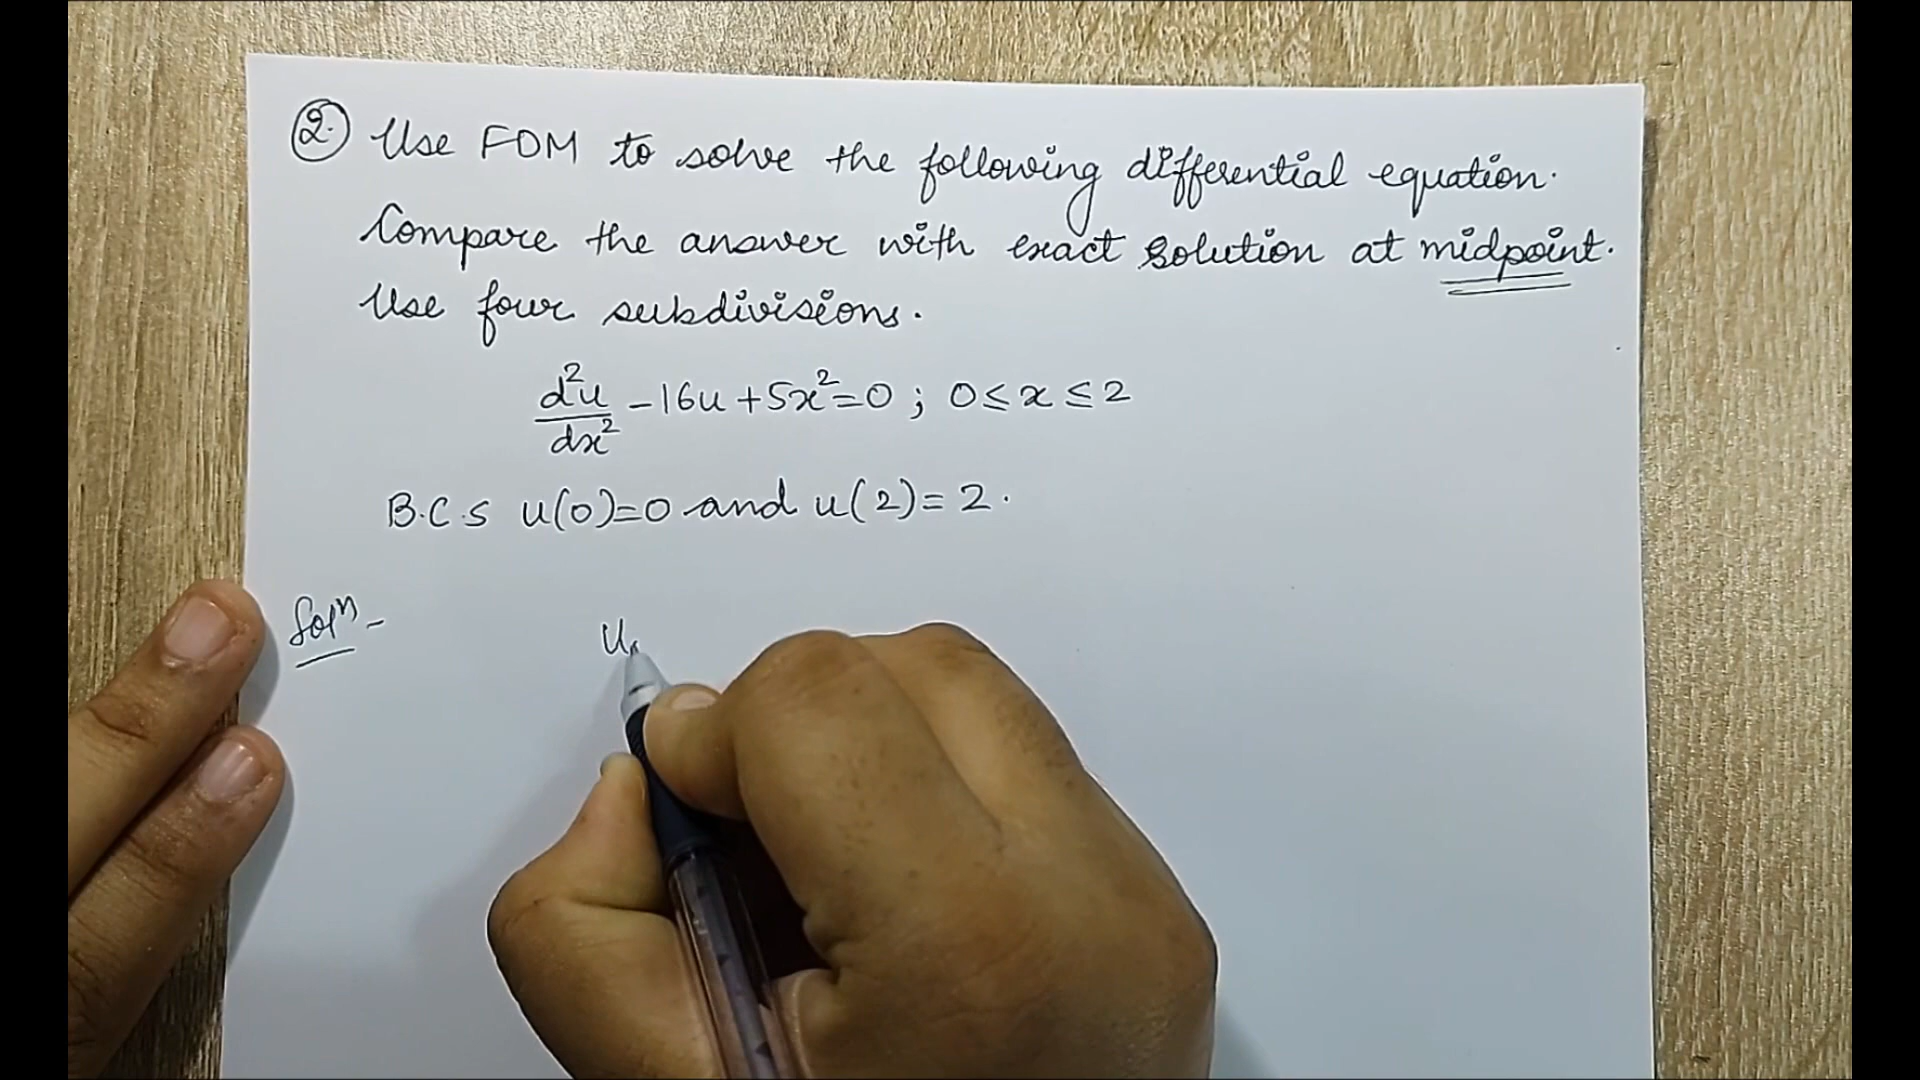 2. Use FDM to solve the following differential equation.
Compare the answer with exact solution at midpoint.
Use four subdivisions.
d²u/dx² - 16u + 5x² = 0 ; 0 ≤ x ≤ 2
B.C.S u(0)=0 and u(2)= 2.
Solⁿ - U